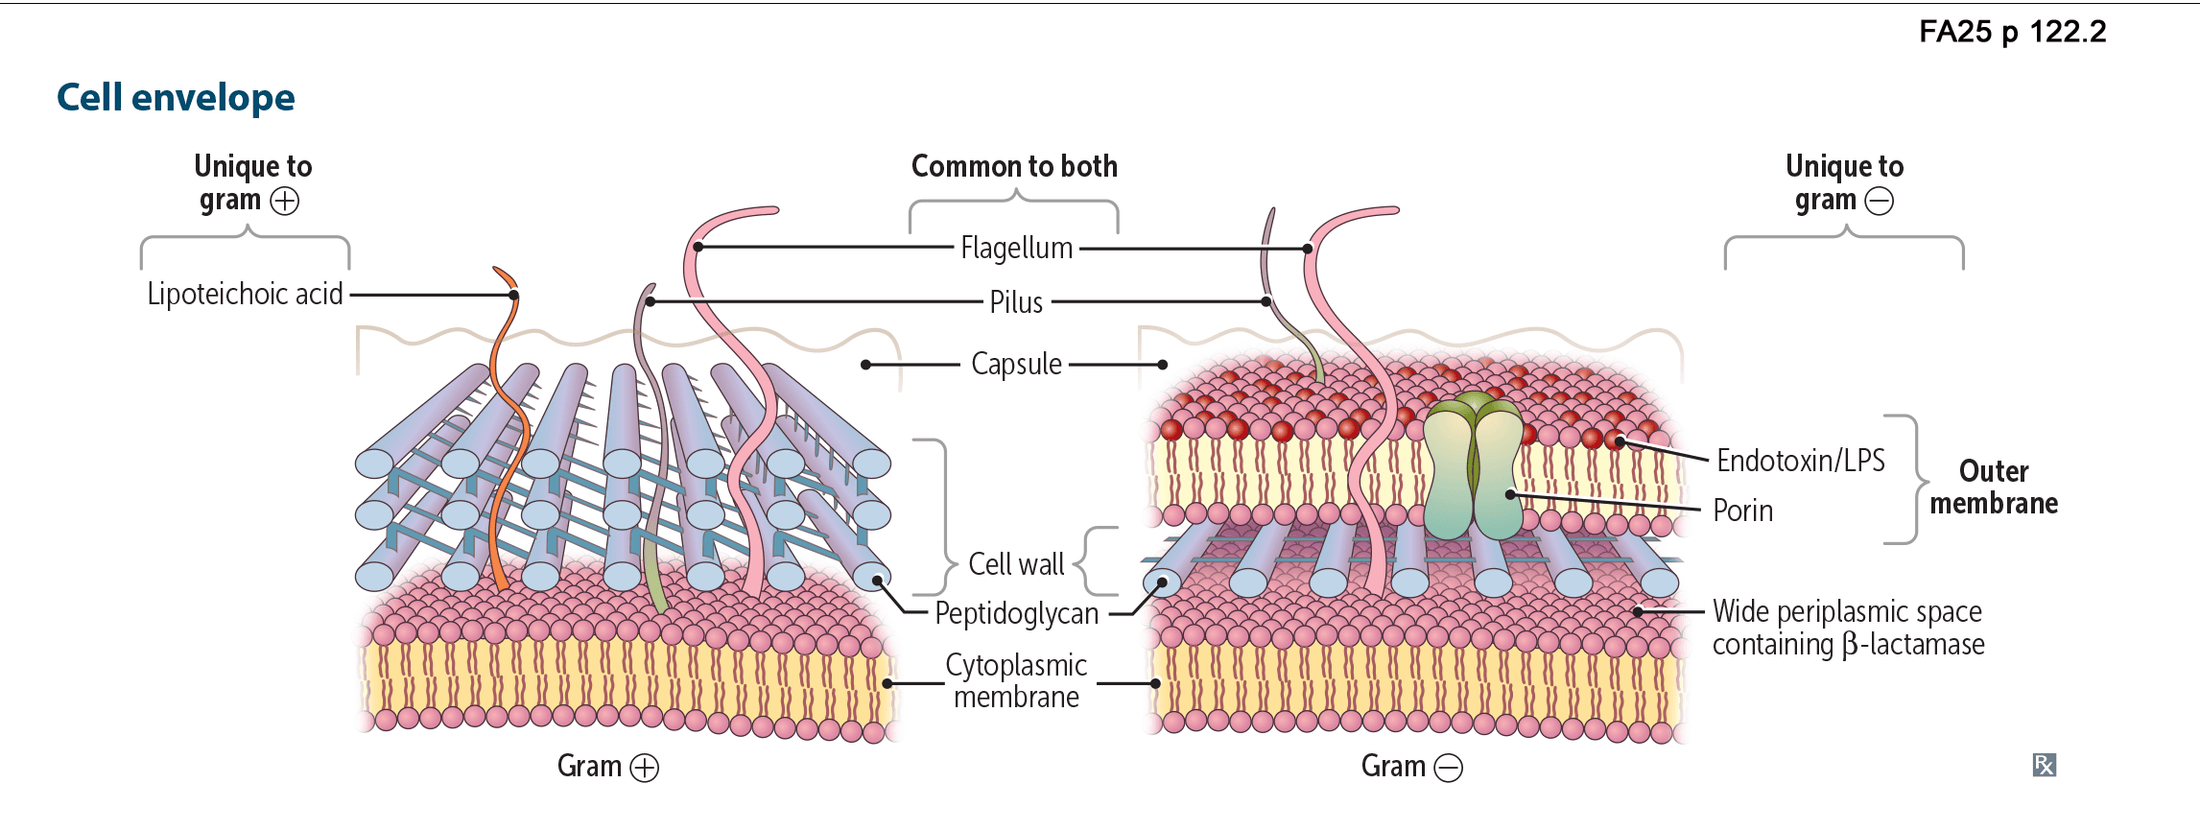 FA25 p 122.2
Cell envelope
Unique to
gram ⊕
Common to both
Unique to
gram ⊖
Flagellum
Lipoteichoic acid
Pilus
Capsule
Endotoxin/LPS
Porin
Outer
membrane
Cell wall
Peptidoglycan
Wide periplasmic space
containing β-lactamase
Cytoplasmic
membrane
Gram ⊕
Gram ⊖
Rx